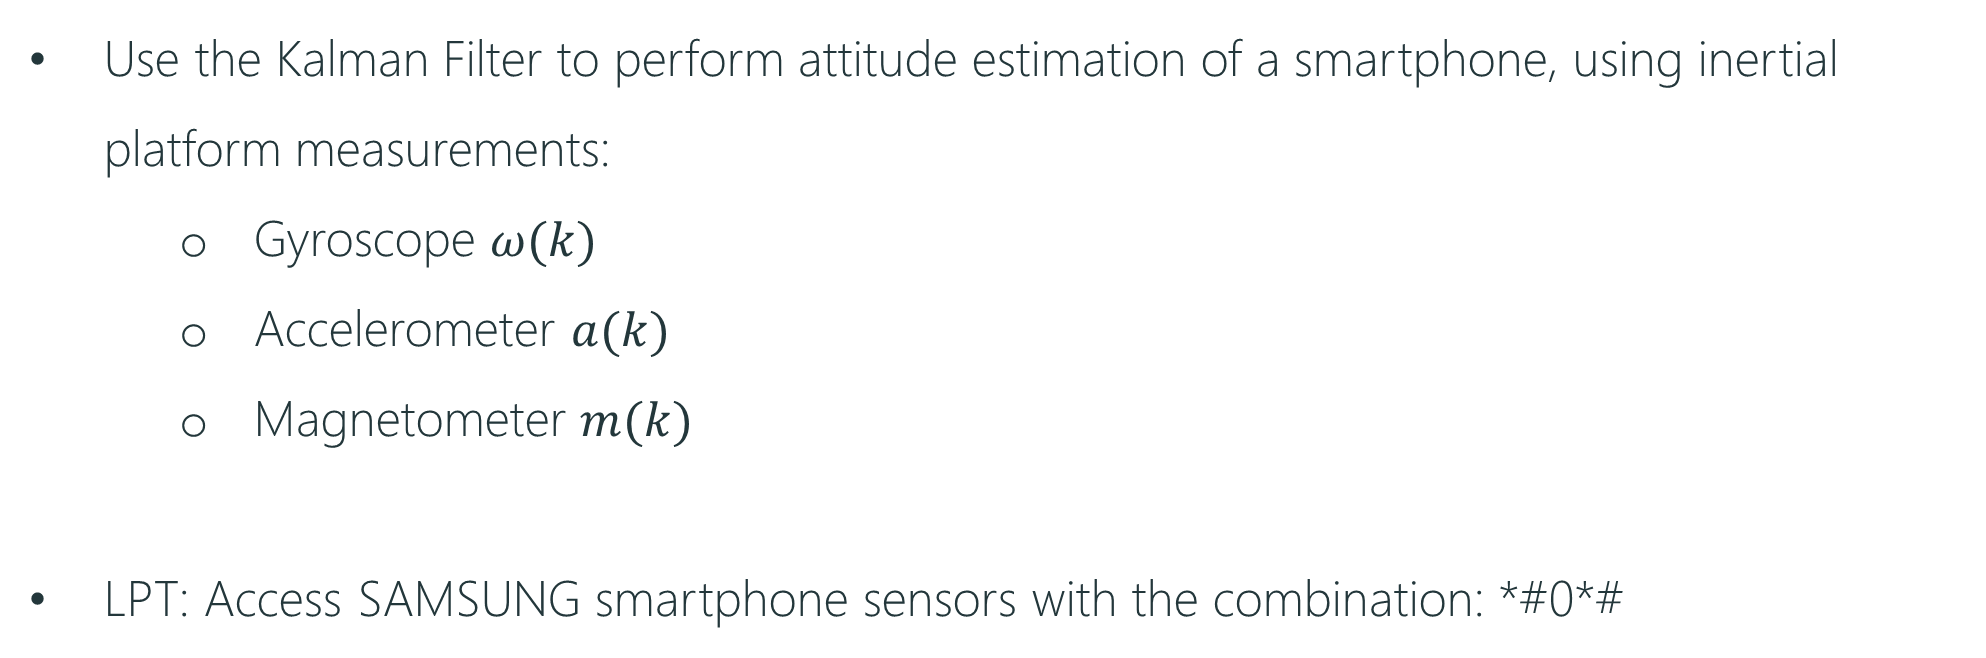 • Use the Kalman Filter to perform attitude estimation of a smartphone, using inertial
platform measurements:
o Gyroscope ω(k)
o Accelerometer a(k)
o Magnetometer m(k)
• LPT: Access SAMSUNG smartphone sensors with the combination: *#0*#